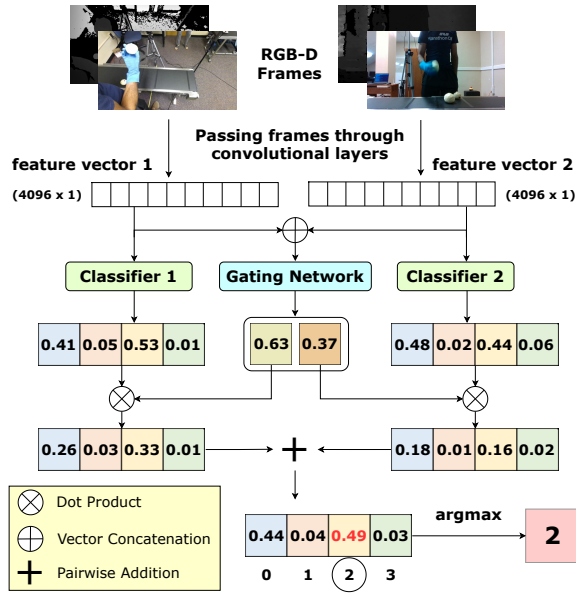 RGB-D
Frames
Passing frames through
convolutional layers
feature vector 1
feature vector 2
(4096 x 1)
(4096 x 1)
Classifier 1
Gating Network
Classifier 2
0.41 0.05 0.53 0.01
0.63 0.37
0.48 0.02 0.44 0.06
0.26 0.03 0.33 0.01
0.18 0.01 0.16 0.02
Dot Product
Vector Concatenation
Pairwise Addition
0.44 0.04 0.49 0.03
0 1 2 3
argmax
2